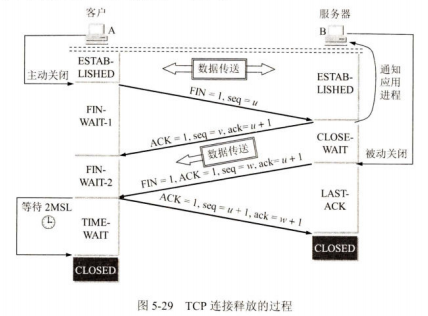 客户
服务器
A
B
ESTAB-
LISHED
数据传送
ESTAB-
LISHED
通知
应用
进程
主动关闭
FIN = 1, seq = u
FIN-
WAIT-1
ACK = 1, seq = v, ack= u + 1
CLOSE-
WAIT
数据传送
被动关闭
FIN-
WAIT-2
FIN = 1, ACK = 1, seq = w, ack= u + 1
LAST-
ACK
等待 2MSL
ACK = 1, seq = u + 1, ack = w + 1
TIME-
WAIT
CLOSED
CLOSED
图 5-29 TCP 连接释放的过程